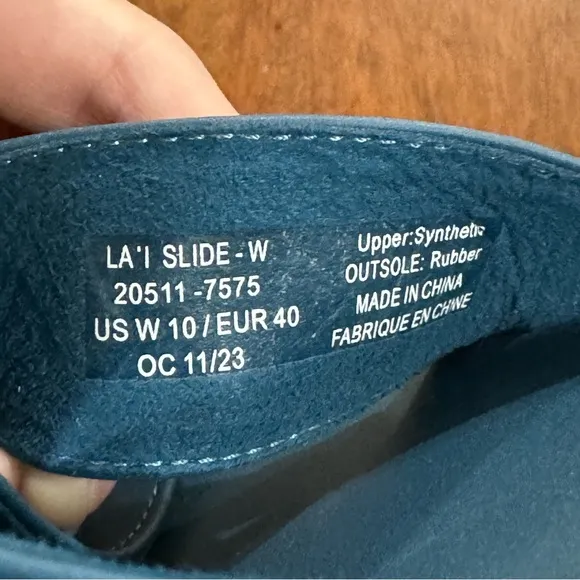 LA'I SLIDE - W
20511 -7575
US W 10 / EUR 40
OC 11/23
Upper:Synthetic
OUTSOLE: Rubber
MADE IN CHINA
FABRIQUE EN CHINE